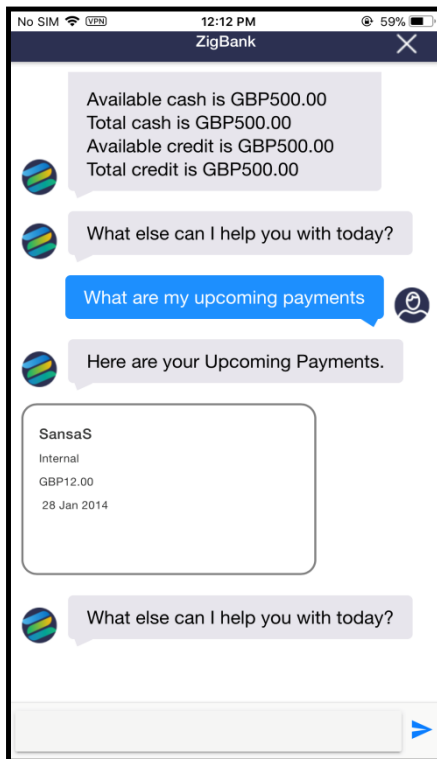 No SIM VPN 12:12 PM 59%
ZigBank
Available cash is GBP500.00
Total cash is GBP500.00
Available credit is GBP500.00
Total credit is GBP500.00
What else can I help you with today?
What are my upcoming payments
Here are your Upcoming Payments.
SansaS
Internal
GBP12.00
28 Jan 2014
What else can I help you with today?